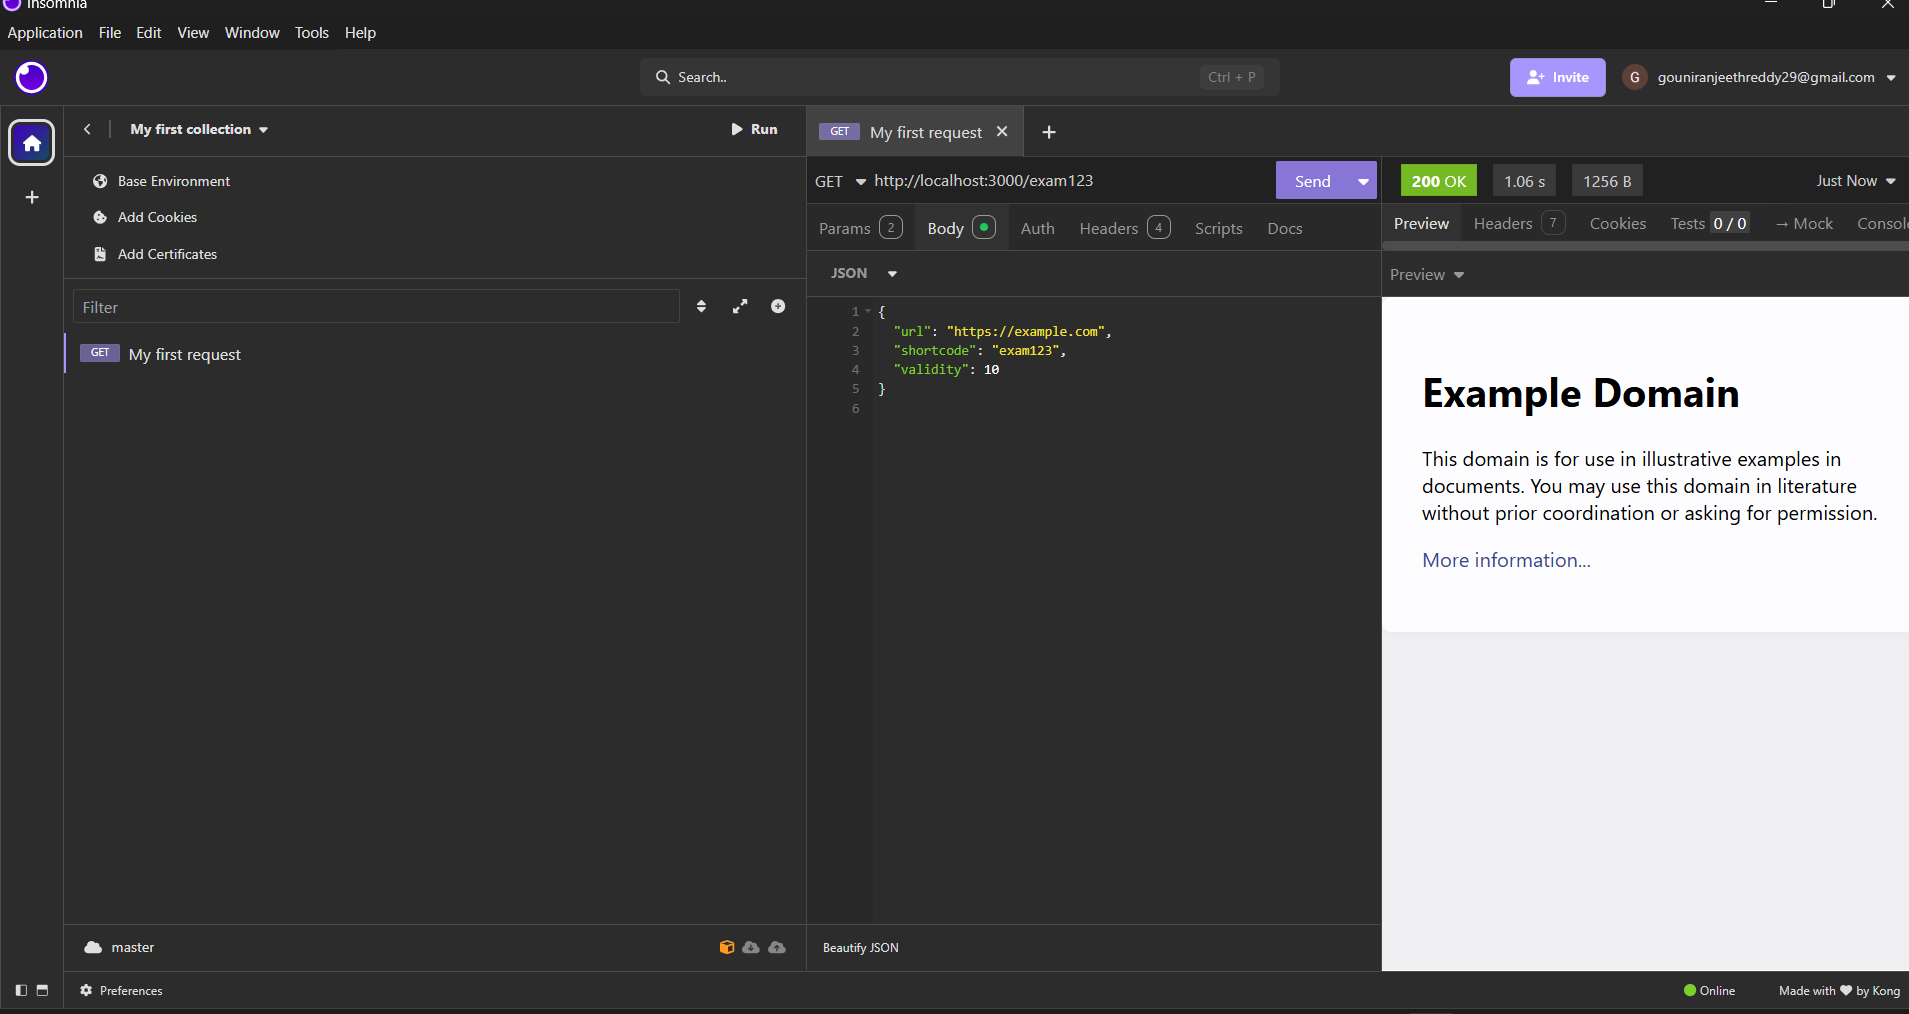 Insomnia
Application File Edit View Window Tools Help
Search.. Ctrl + P
Invite
G gouniranjeethreddy29@gmail.com
My first collection
Run
GET My first request
Base Environment
Add Cookies
Add Certificates
Filter
GET My first request
GET http://localhost:3000/exam123 Send
200 OK 1.06 s 1256 B Just Now
Params 2 Body Auth Headers 4 Scripts Docs
Preview Headers 7 Cookies Tests 0 / 0 → Mock Consol
JSON
Preview
1 {
2 "url": "https://example.com",
3 "shortcode": "exam123",
4 "validity": 10
5 }
6
Example Domain
This domain is for use in illustrative examples in
documents. You may use this domain in literature
without prior coordination or asking for permission.
More information...
master
Beautify JSON
Preferences
Online
Made with ♥ by Kong